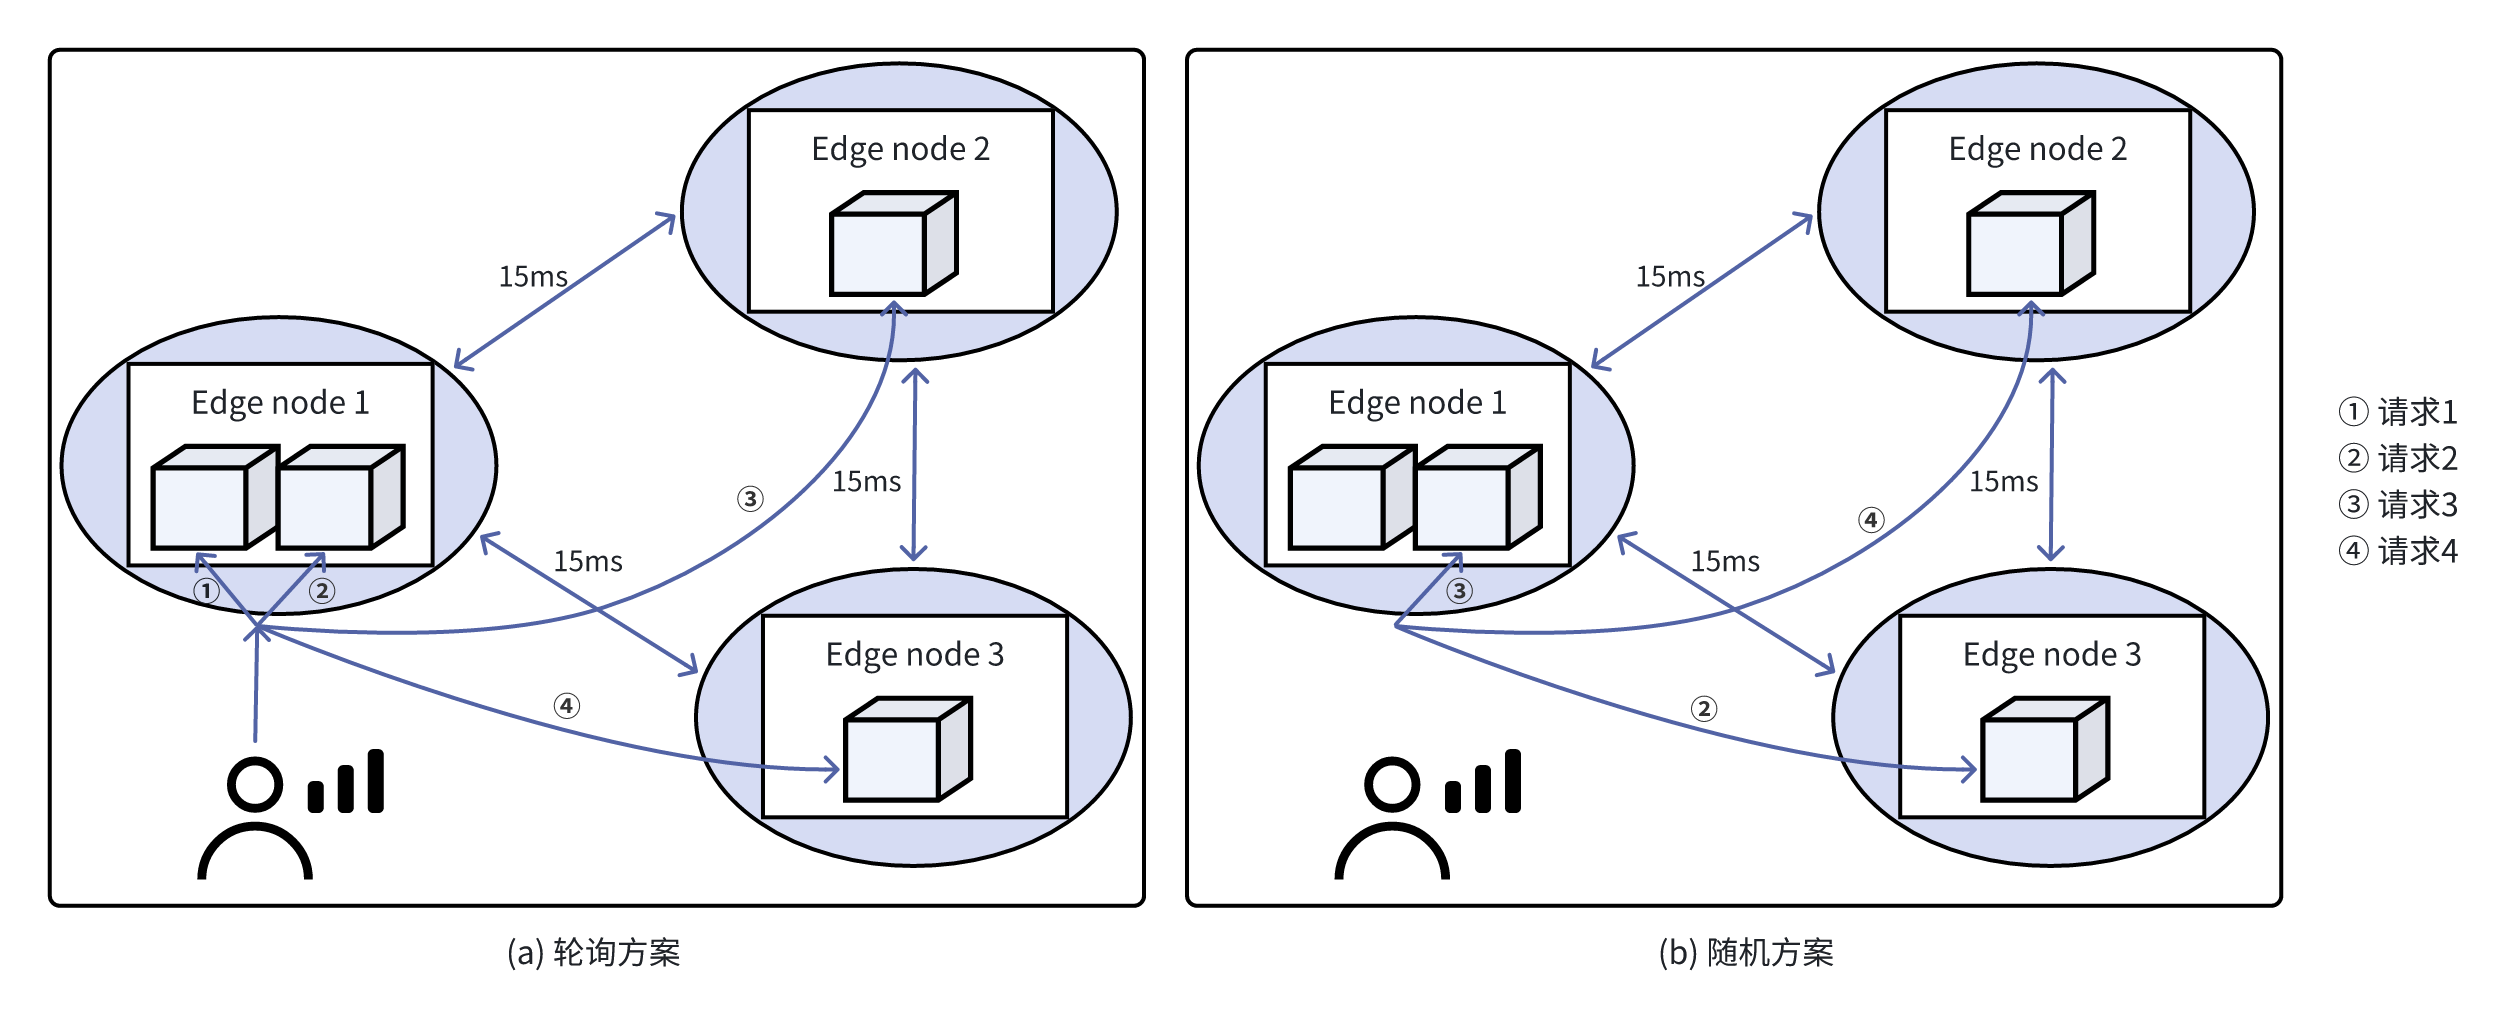 Edge node 2
15ms
Edge node 1
③
15ms
15ms
①
②
Edge node 3
④
(a) 轮询方案
Edge node 2
15ms
Edge node 1
15ms
④
15ms
③
Edge node 3
②
(b) 随机方案
① 请求1
② 请求2
③ 请求3
④ 请求4